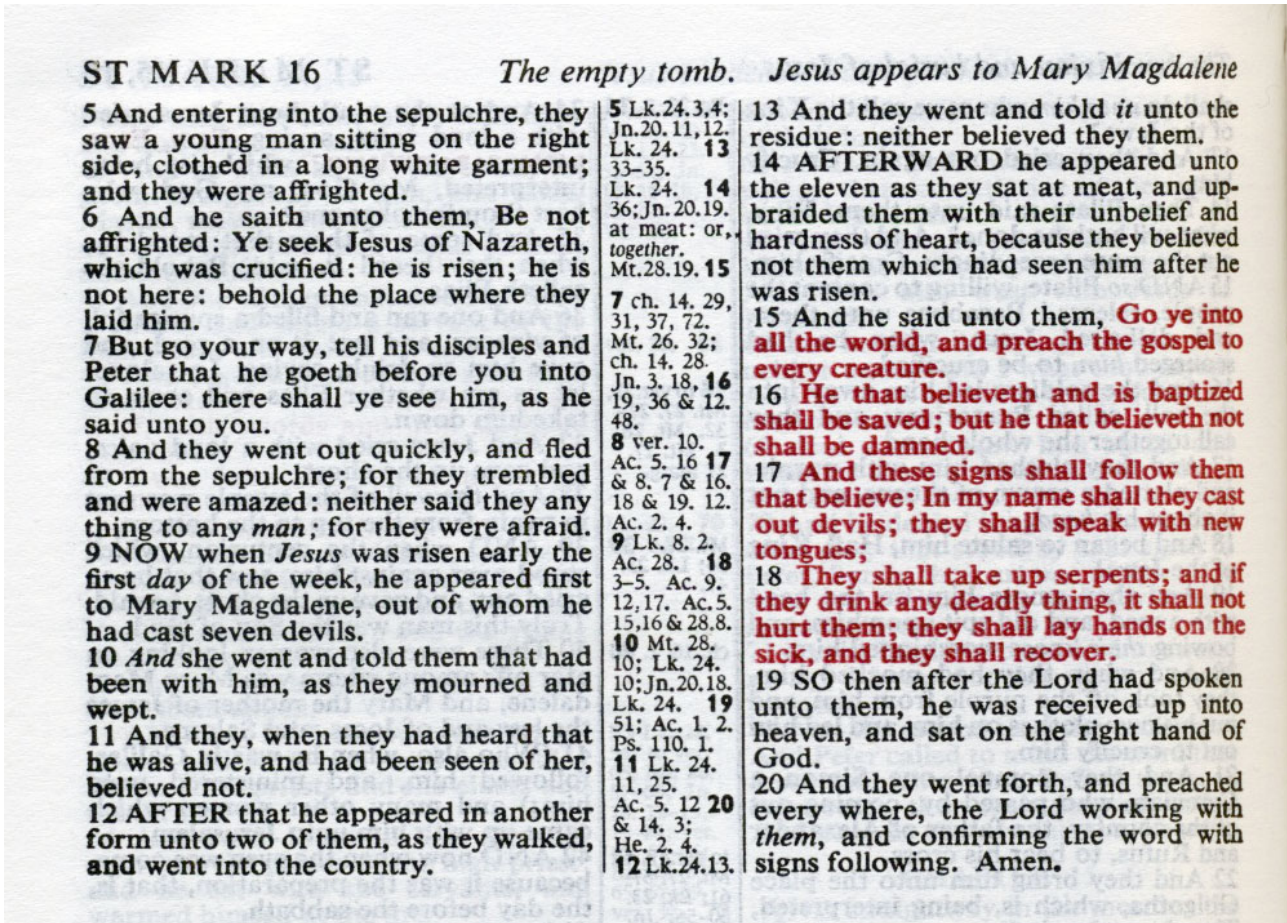 ST. MARK 16
The empty tomb. Jesus appears to Mary Magdalene
5 And entering into the sepulchre, they
saw a young man sitting on the right
side, clothed in a long white garment;
and they were affrighted.
6 And he saith unto them, Be not
affrighted: Ye seek Jesus of Nazareth,
which was crucified: he is risen; he is
not here: behold the place where they
laid him.
7 But go your way, tell his disciples and
Peter that he goeth before you into
Galilee: there shall ye see him, as he
said unto you.
8 And they went out quickly, and fled
from the sepulchre; for they trembled
and were amazed: neither said they any
thing to any man; for they were afraid.
9 NOW when Jesus was risen early the
first day of the week, he appeared first
to Mary Magdalene, out of whom he
had cast seven devils.
10 And she went and told them that had
been with him, as they mourned and
wept.
11 And they, when they had heard that
he was alive, and had been seen of her,
believed not.
12 AFTER that he appeared in another
form unto two of them, as they walked,
and went into the country.
5 Lk.24.3,4;
Jn.20.11,12.
Lk. 24. 13
33–35.
Lk. 24. 14
36;Jn.20.19.
at meat: or,
together.
Mt.28.19. 15
7 ch. 14. 29,
31, 37, 72.
Mt. 26. 32;
ch. 14. 28.
Jn. 3. 18, 16
19, 36 & 12.
48.
8 ver. 10.
Ac. 5. 16 17
& 8. 7 & 16.
18 & 19. 12.
Ac. 2. 4.
9 Lk. 8. 2.
Ac. 28. 18
3–5. Ac. 9.
12,17. Ac. 5.
15,16 & 28.8.
10 Mt. 28.
10; Lk. 24.
10;Jn.20.18.
Lk. 24. 19
51; Ac. 1. 2.
Ps. 110. 1.
11 Lk. 24.
11,25.
Ac. 5. 12 20
& 14. 3;
He. 2. 4.
12 Lk.24.13.
13 And they went and told it unto the
residue: neither believed they them.
14 AFTERWARD he appeared unto
the eleven as they sat at meat, and up-
braided them with their unbelief and
hardness of heart, because they believed
not them which had seen him after he
was risen.
15 And he said unto them, Go ye into
all the world, and preach the gospel to
every creature.
16 He that believeth and is baptized
shall be saved; but he that believeth not
shall be damned.
17 And these signs shall follow them
that believe; In my name shall they cast
out devils; they shall speak with new
tongues;
18 They shall take up serpents; and if
they drink any deadly thing, it shall not
hurt them; they shall lay hands on the
sick, and they shall recover.
19 SO then after the Lord had spoken
unto them, he was received up into
heaven, and sat on the right hand of
God.
20 And they went forth, and preached
every where, the Lord working with
them, and confirming the word with
signs following. Amen.